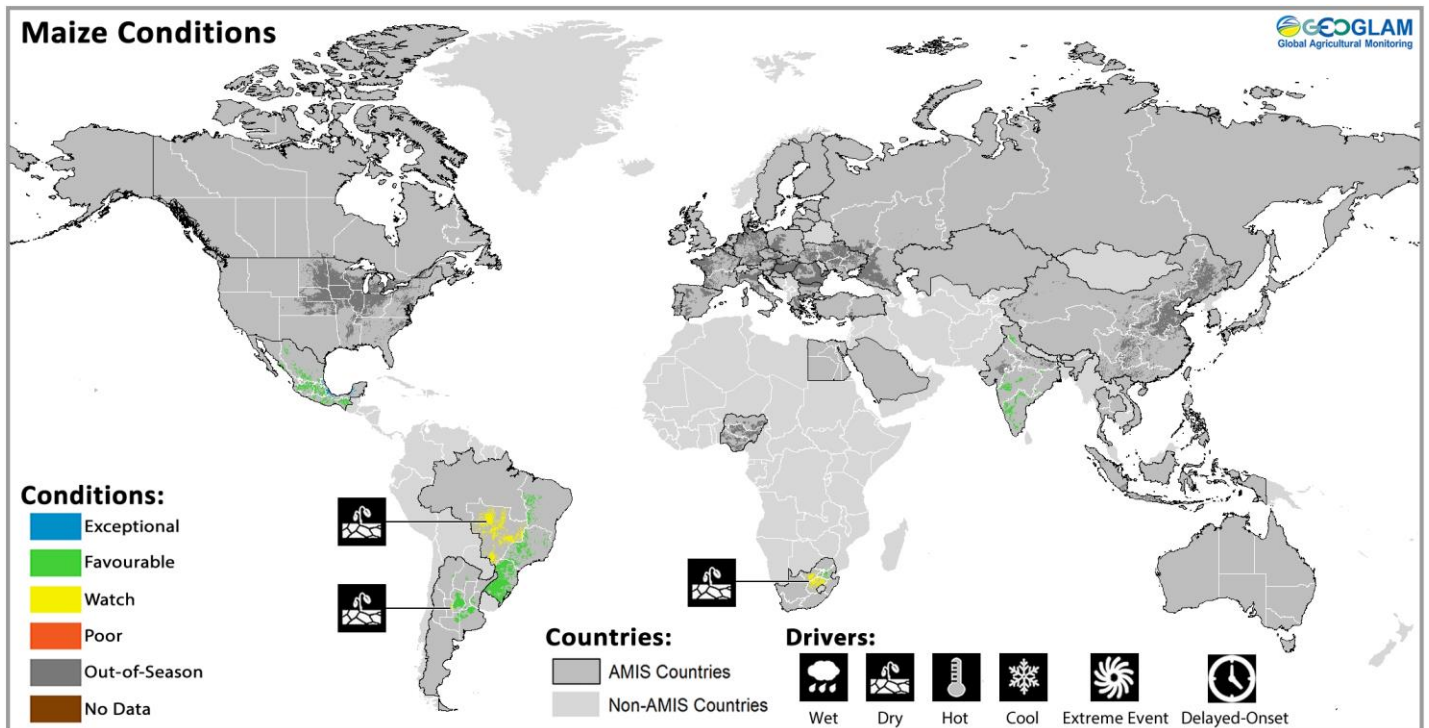 Maize Conditions
GEOGLAM
Global Agricultural Monitoring
Conditions:
Exceptional
Favourable
Watch
Poor
Out-of-Season
No Data
Countries:
AMIS Countries
Non-AMIS Countries
Drivers:
Wet
Dry
Hot
Cool
Extreme Event
Delayed-Onset